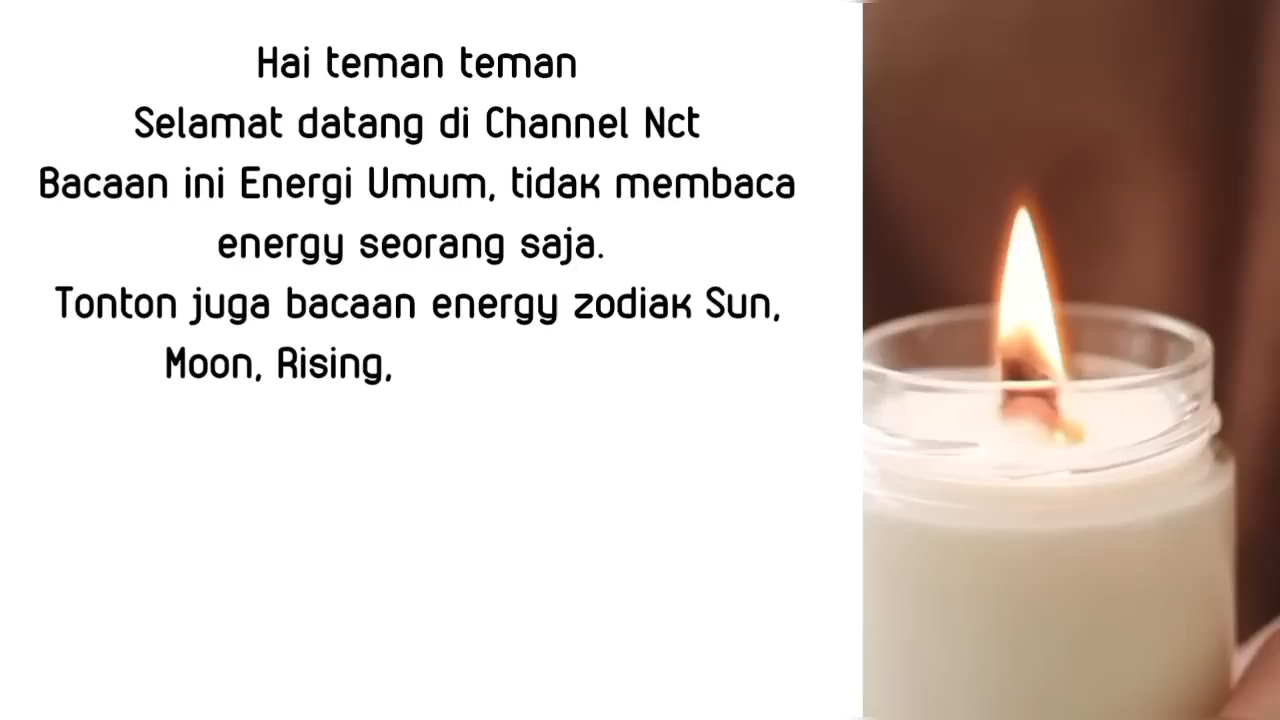 Hai teman teman
Selamat datang di Channel Nct
Bacaan ini Energi Umum, tidak membaca
energy seorang saja.
Tonton juga bacaan energy zodiak Sun,
Moon, Rising,